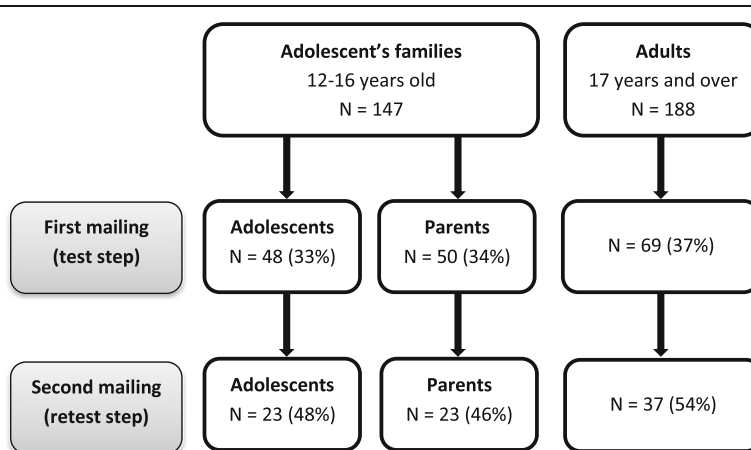 Adolescent's families
12-16 years old
N = 147
Adults
17 years and over
N = 188
First mailing
(test step)
Adolescents
N = 48 (33%)
Parents
N = 50 (34%)
N = 69 (37%)
Second mailing
(retest step)
Adolescents
N = 23 (48%)
Parents
N = 23 (46%)
N = 37 (54%)